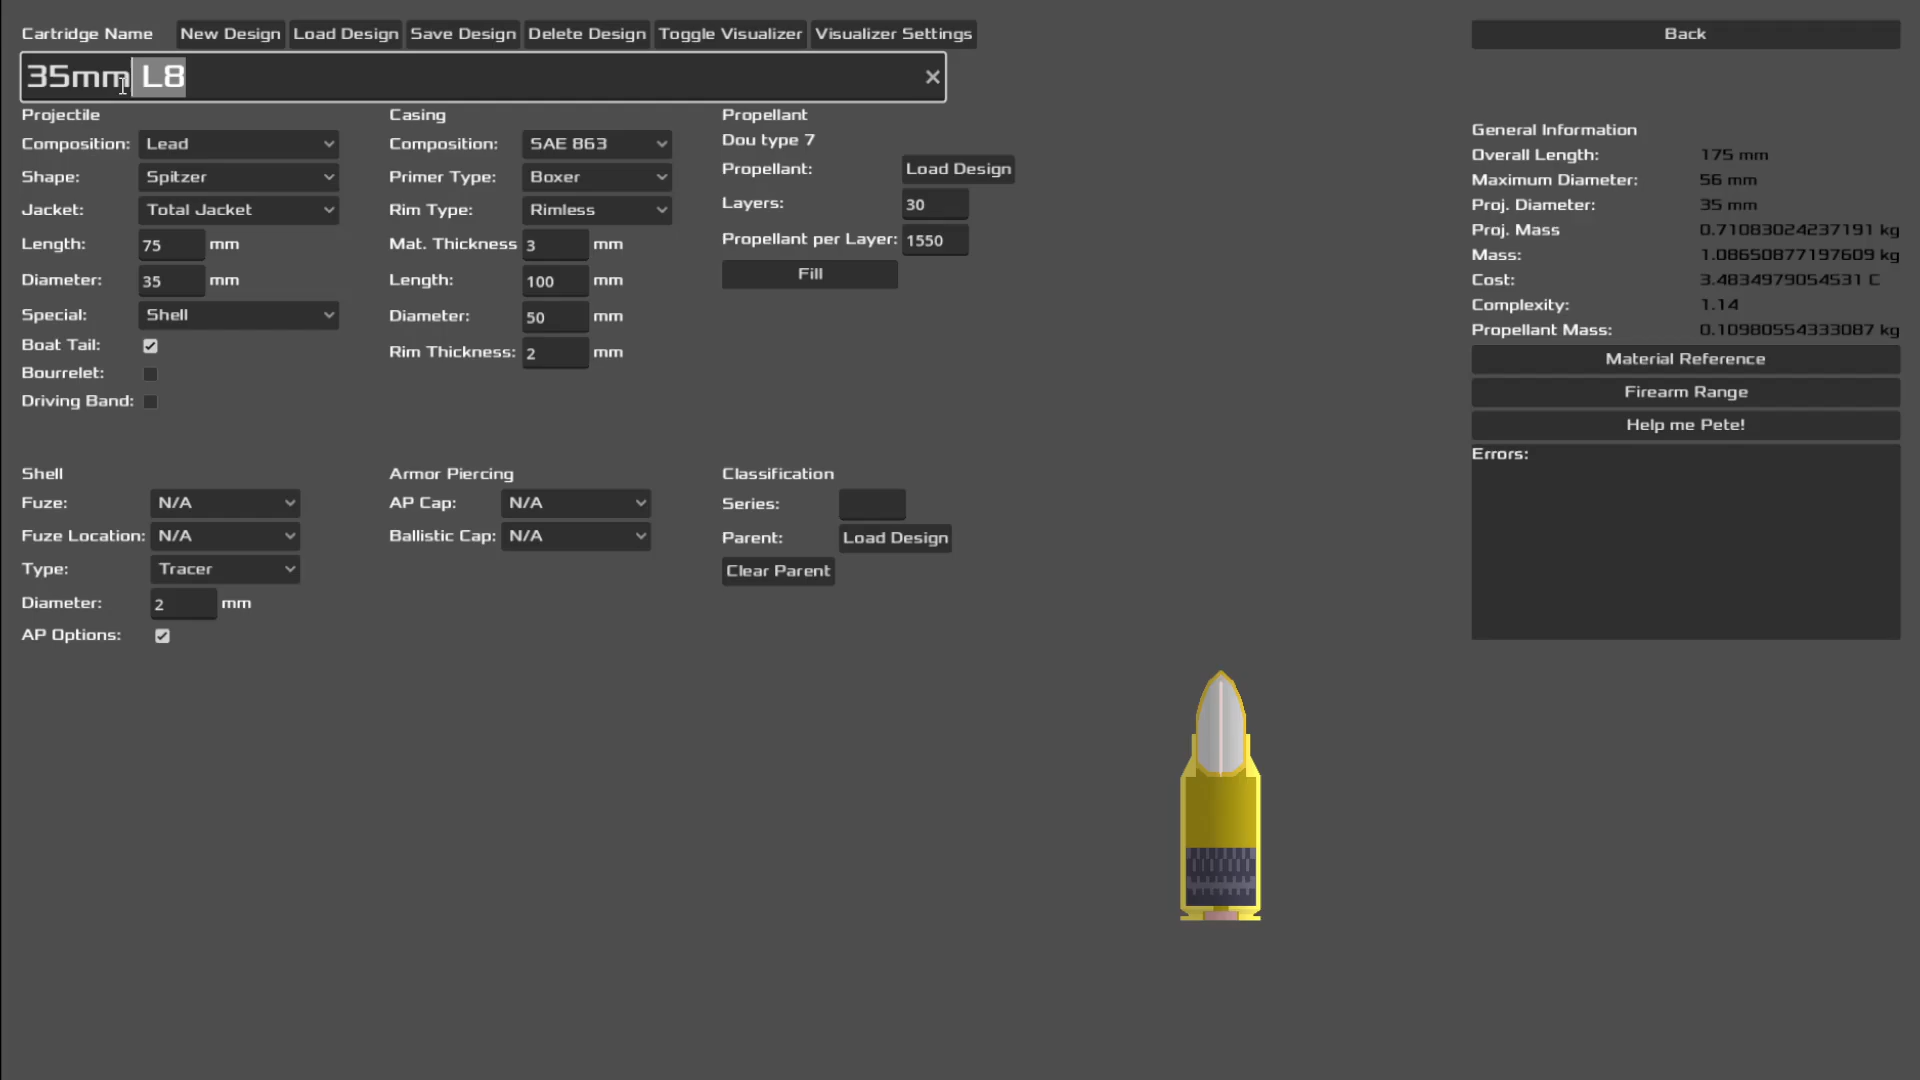 Cartridge Name New Design Load Design Save Design Delete Design Toggle Visualizer Visualizer Settings Back
35mm L8
Projectile
Composition: Lead
Shape: Spitzer
Jacket: Total Jacket
Length: 75 mm
Diameter: 35 mm
Special: Shell
Boat Tail:
Bourrelet:
Driving Band:
Casing
Composition: SAE 863
Primer Type: Boxer
Rim Type: Rimless
Mat. Thickness 3 mm
Length: 100 mm
Diameter: 50 mm
Rim Thickness: 2 mm
Propellant
Dou type 7
Propellant: Load Design
Layers: 30
Propellant per Layer: 1550
Fill
General Information
Overall Length: 175 mm
Maximum Diameter: 56 mm
Proj. Diameter: 35 mm
Proj. Mass 0.71083024237191 kg
Mass: 1.08650877197609 kg
Cost: 3.4834979054531 C
Complexity: 1.14
Propellant Mass: 0.10980554333087 kg
Material Reference
Firearm Range
Help me Pete!
Errors:
Shell
Fuze: N/A
Fuze Location: N/A
Type: Tracer
Diameter: 2 mm
AP Options:
Armor Piercing
AP Cap: N/A
Ballistic Cap: N/A
Classification
Series:
Parent: Load Design
Clear Parent